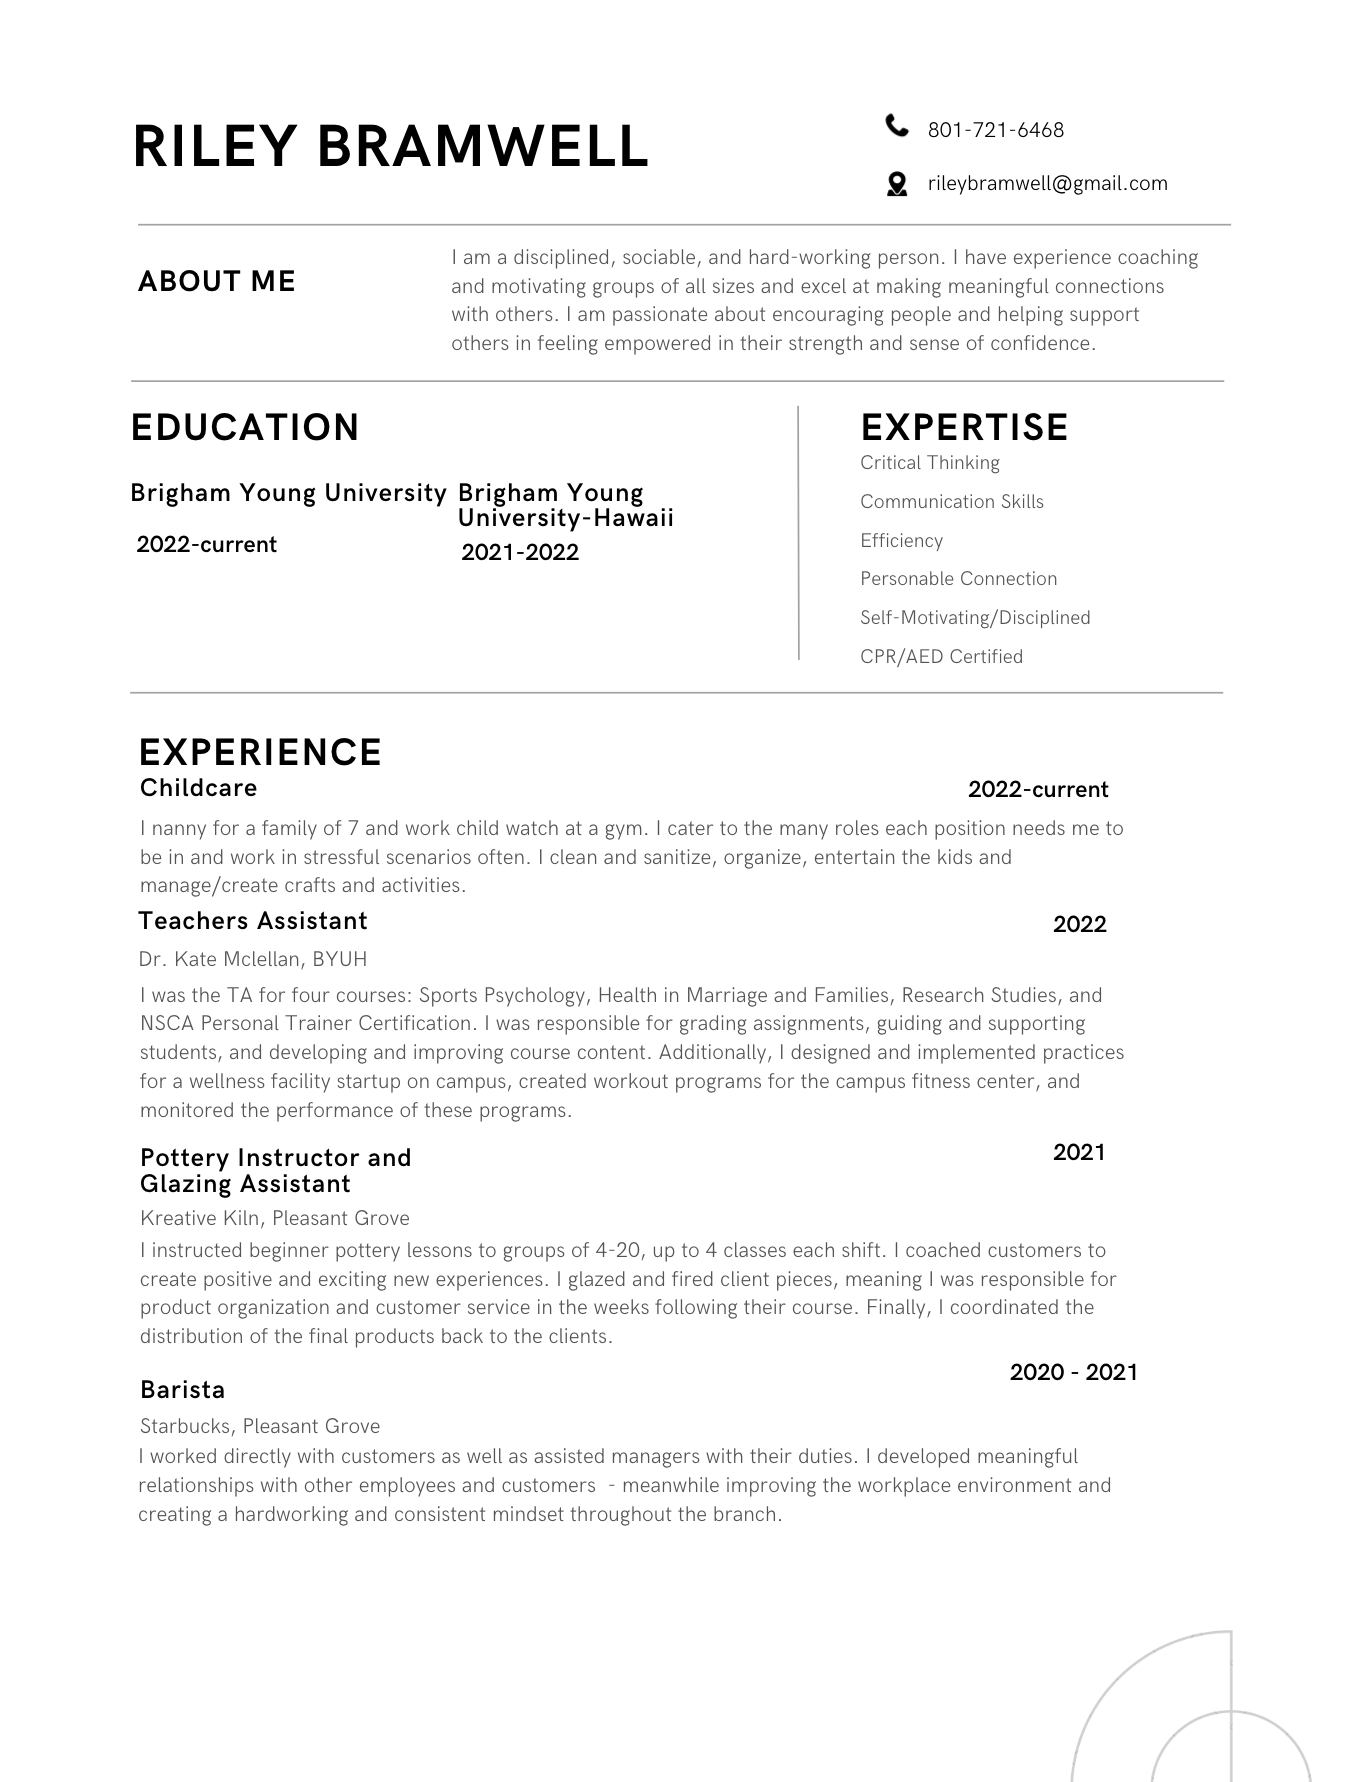 RILEY BRAMWELL
801-721-6468
rileybramwell@gmail.com
ABOUT ME
I am a disciplined, sociable, and hard-working person. I have experience coaching
and motivating groups of all sizes and excel at making meaningful connections
with others. I am passionate about encouraging people and helping support
others in feeling empowered in their strength and sense of confidence.
EDUCATION
Brigham Young University
2022-current
Brigham Young
University-Hawaii
2021-2022
EXPERTISE
Critical Thinking
Communication Skills
Efficiency
Personable Connection
Self-Motivating/Disciplined
CPR/AED Certified
EXPERIENCE
Childcare
2022-current
I nanny for a family of 7 and work child watch at a gym. I cater to the many roles each position needs me to
be in and work in stressful scenarios often. I clean and sanitize, organize, entertain the kids and
manage/create crafts and activities.
Teachers Assistant
2022
Dr. Kate Mclellan, BYUH
I was the TA for four courses: Sports Psychology, Health in Marriage and Families, Research Studies, and
NSCA Personal Trainer Certification. I was responsible for grading assignments, guiding and supporting
students, and developing and improving course content. Additionally, I designed and implemented practices
for a wellness facility startup on campus, created workout programs for the campus fitness center, and
monitored the performance of these programs.
Pottery Instructor and
Glazing Assistant
2021
Kreative Kiln, Pleasant Grove
I instructed beginner pottery lessons to groups of 4-20, up to 4 classes each shift. I coached customers to
create positive and exciting new experiences. I glazed and fired client pieces, meaning I was responsible for
product organization and customer service in the weeks following their course. Finally, I coordinated the
distribution of the final products back to the clients.
Barista
2020 - 2021
Starbucks, Pleasant Grove
I worked directly with customers as well as assisted managers with their duties. I developed meaningful
relationships with other employees and customers  - meanwhile improving the workplace environment and
creating a hardworking and consistent mindset throughout the branch.